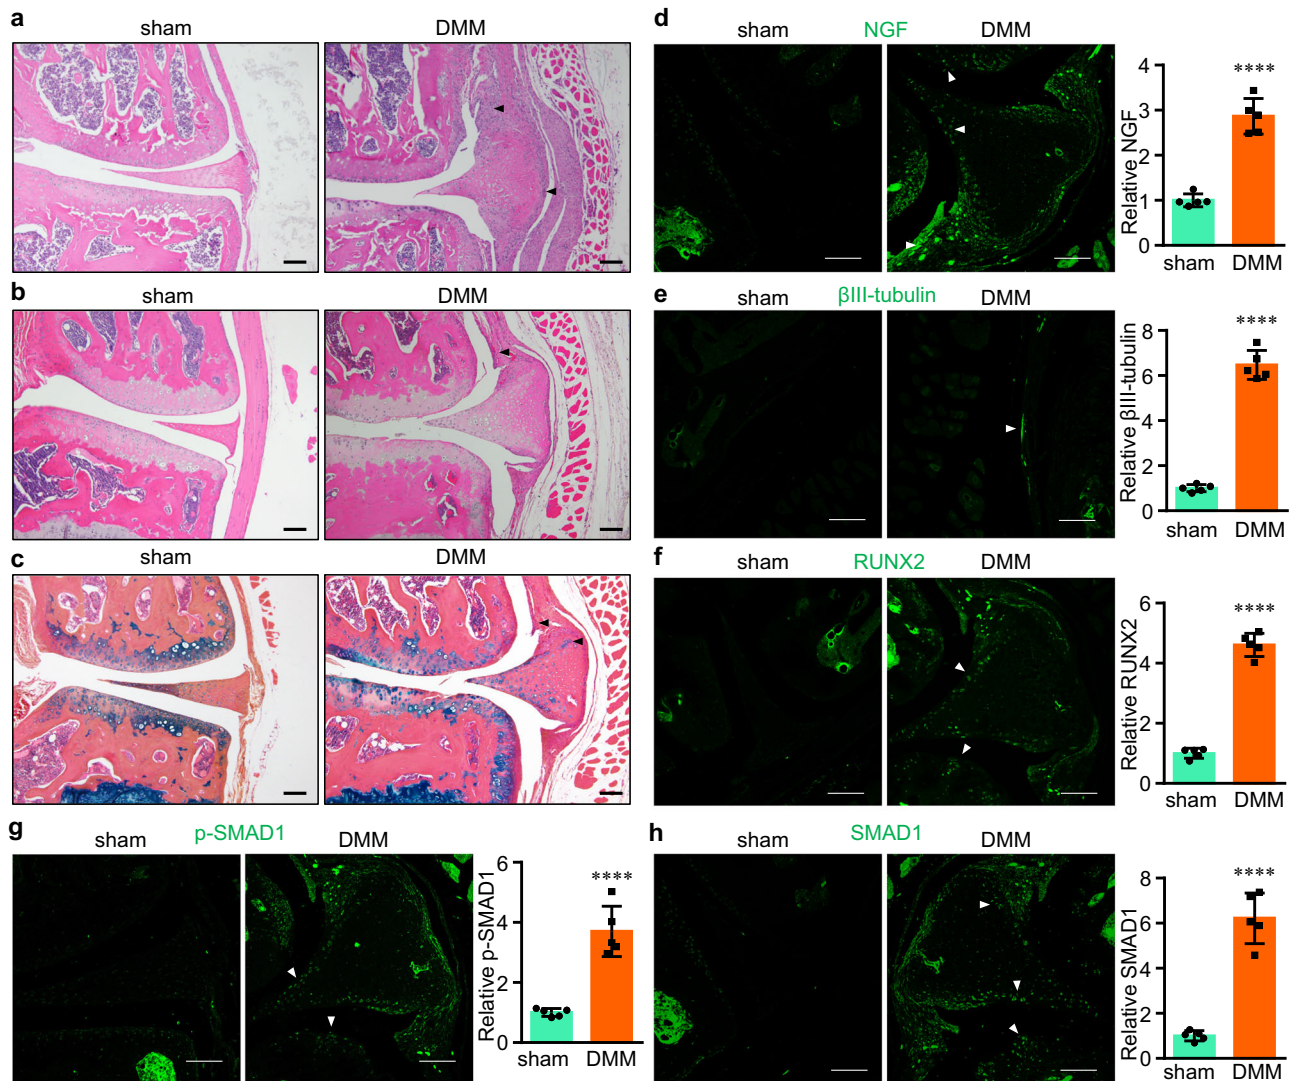 a
sham
DMM
b
sham
DMM
c
sham
DMM
d
sham
NGF
DMM
Relative NGF
4
3
2
1
0
****
sham
DMM
e
sham
βIII-tubulin
DMM
Relative βIII-tubulin
8
6
4
2
0
****
sham
DMM
f
sham
RUNX2
DMM
Relative RUNX2
6
4
2
0
****
sham
DMM
g
sham
p-SMAD1
DMM
Relative p-SMAD1
6
4
2
0
****
sham
DMM
h
sham
SMAD1
DMM
Relative SMAD1
8
6
4
2
0
****
sham
DMM